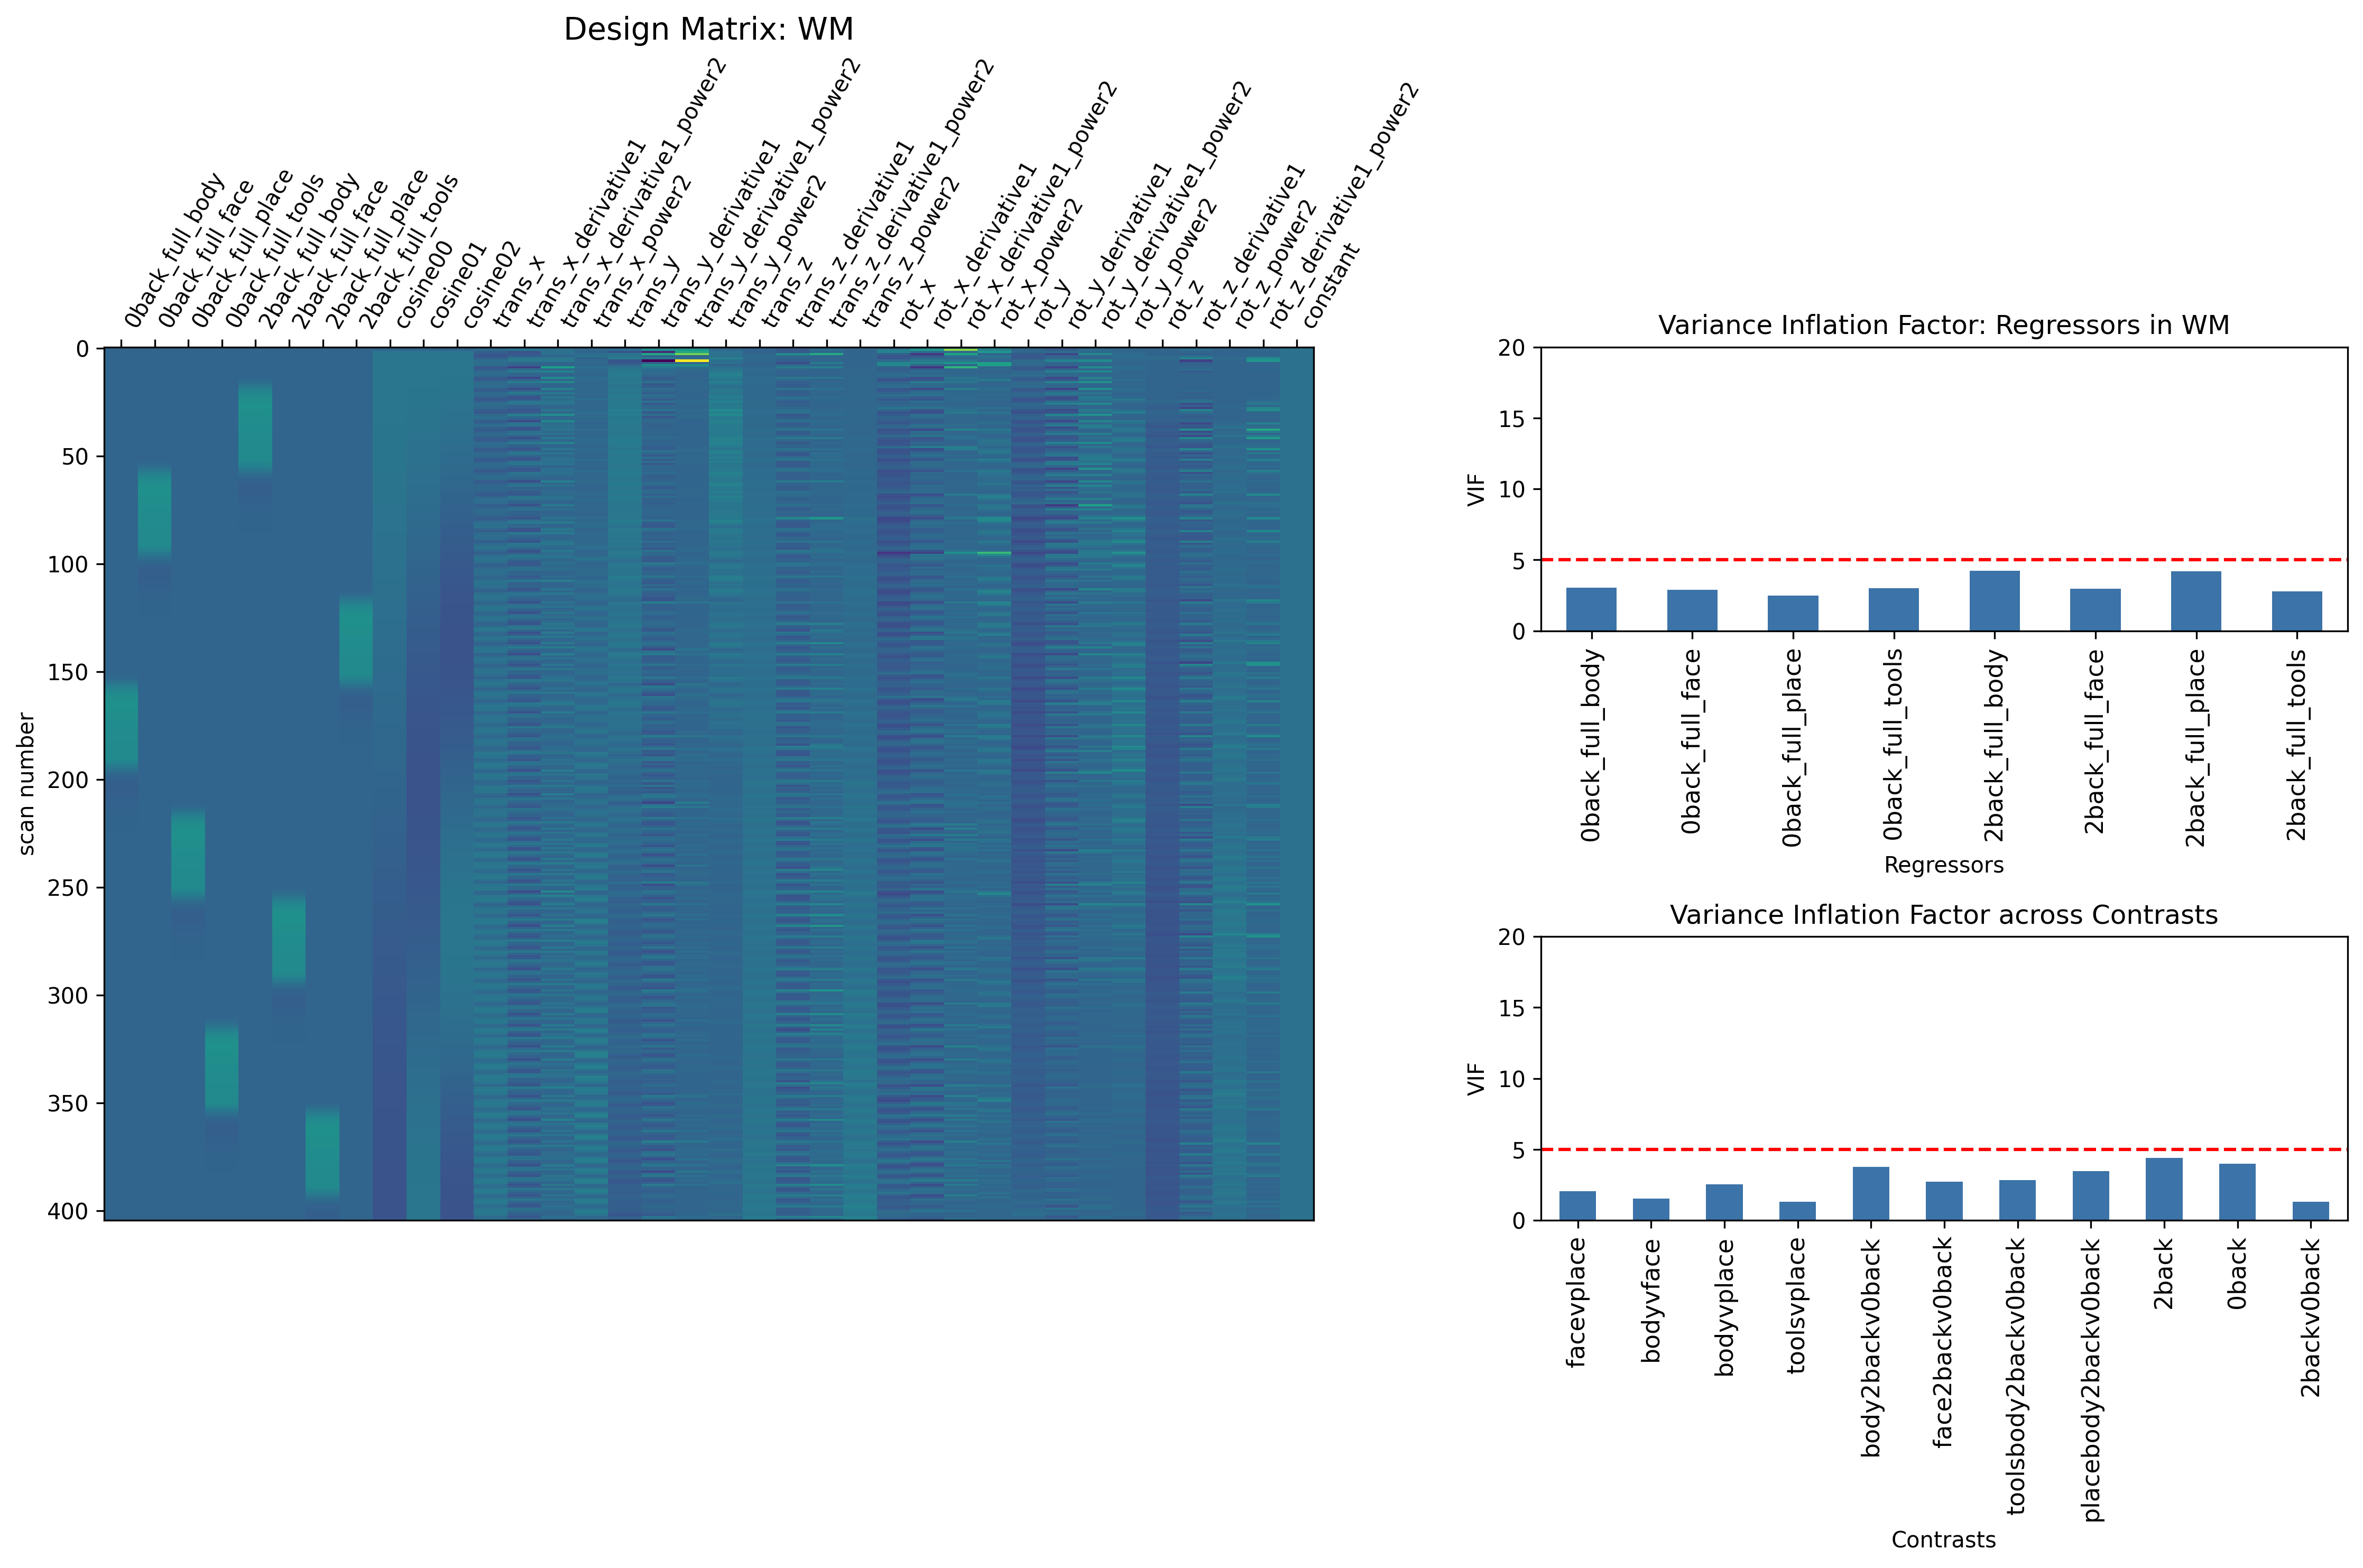 Design Matrix: WM
0back_full_body
0back_full_face
0back_full_place
0back_full_tools
2back_full_body
2back_full_face
2back_full_place
2back_full_tools
cosine00
cosine01
cosine02
trans_x
trans_x_derivative1
trans_x_derivative1_power2
trans_x_power2
trans_y
trans_y_derivative1
trans_y_derivative1_power2
trans_y_power2
trans_z
trans_z_derivative1
trans_z_derivative1_power2
trans_z_power2
rot_x
rot_x_derivative1
rot_x_derivative1_power2
rot_x_power2
rot_y
rot_y_derivative1
rot_y_derivative1_power2
rot_y_power2
rot_z
rot_z_derivative1
rot_z_power2
rot_z_derivative1_power2
constant
0
50
100
150
200
250
300
350
400
scan number
Variance Inflation Factor: Regressors in WM
20
15
10
5
0
VIF
0back_full_body
0back_full_face
0back_full_place
0back_full_tools
2back_full_body
2back_full_face
2back_full_place
2back_full_tools
Regressors
Variance Inflation Factor across Contrasts
20
15
10
5
0
VIF
facevplace
bodyvface
bodyvplace
toolsvplace
body2backv0back
face2backv0back
toolsbody2backv0back
placebody2backv0back
2back
0back
2backv0back
Contrasts